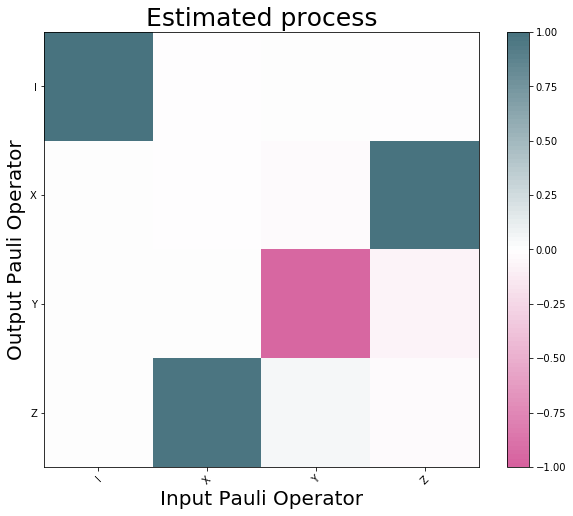 Estimated process
Output Pauli Operator
I
X
Y
Z
I
X
Y
Z
Input Pauli Operator
1.00
0.75
0.50
0.25
0.00
−0.25
−0.50
−0.75
−1.00